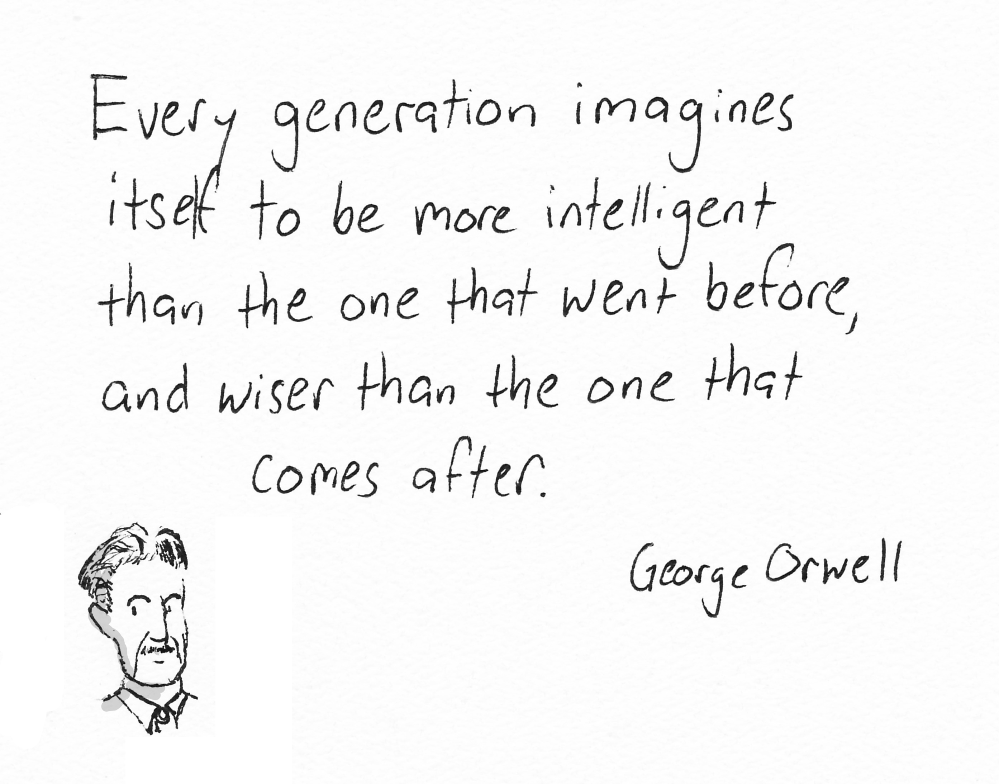 Every generation imagines
itself to be more intelligent
than the one that went before,
and wiser than the one that
comes after.
George Orwell